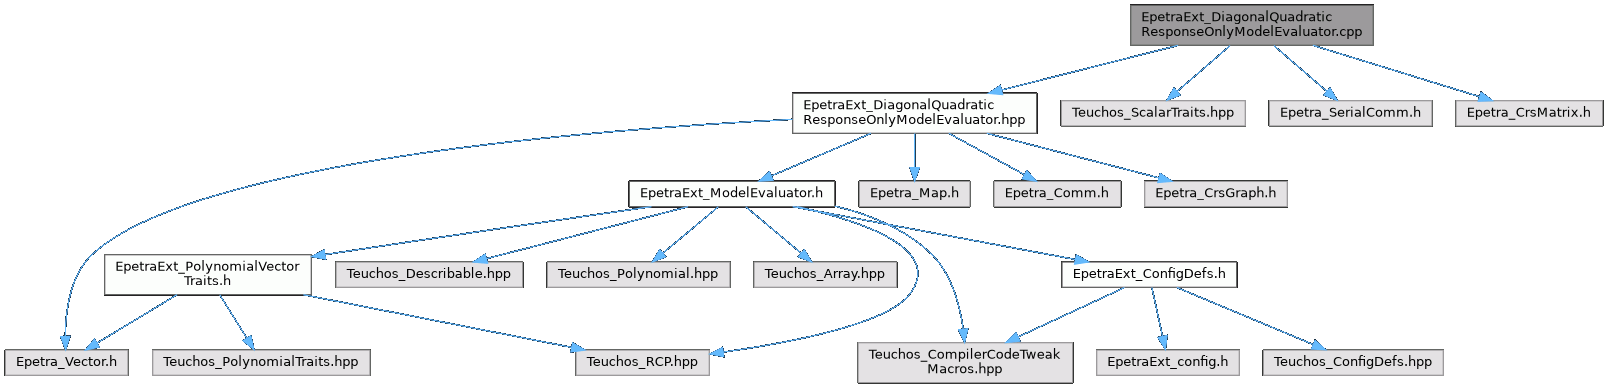 EpetraExt_DiagonalQuadratic
ResponseOnlyModelEvaluator.cpp
EpetraExt_DiagonalQuadratic
ResponseOnlyModelEvaluator.hpp
Teuchos_ScalarTraits.hpp
Epetra_SerialComm.h
Epetra_CrsMatrix.h
EpetraExt_ModelEvaluator.h
Epetra_Map.h
Epetra_Comm.h
Epetra_CrsGraph.h
EpetraExt_PolynomialVector
Traits.h
Teuchos_Describable.hpp
Teuchos_Polynomial.hpp
Teuchos_Array.hpp
EpetraExt_ConfigDefs.h
Epetra_Vector.h
Teuchos_PolynomialTraits.hpp
Teuchos_RCP.hpp
Teuchos_CompilerCodeTweak
Macros.hpp
EpetraExt_config.h
Teuchos_ConfigDefs.hpp